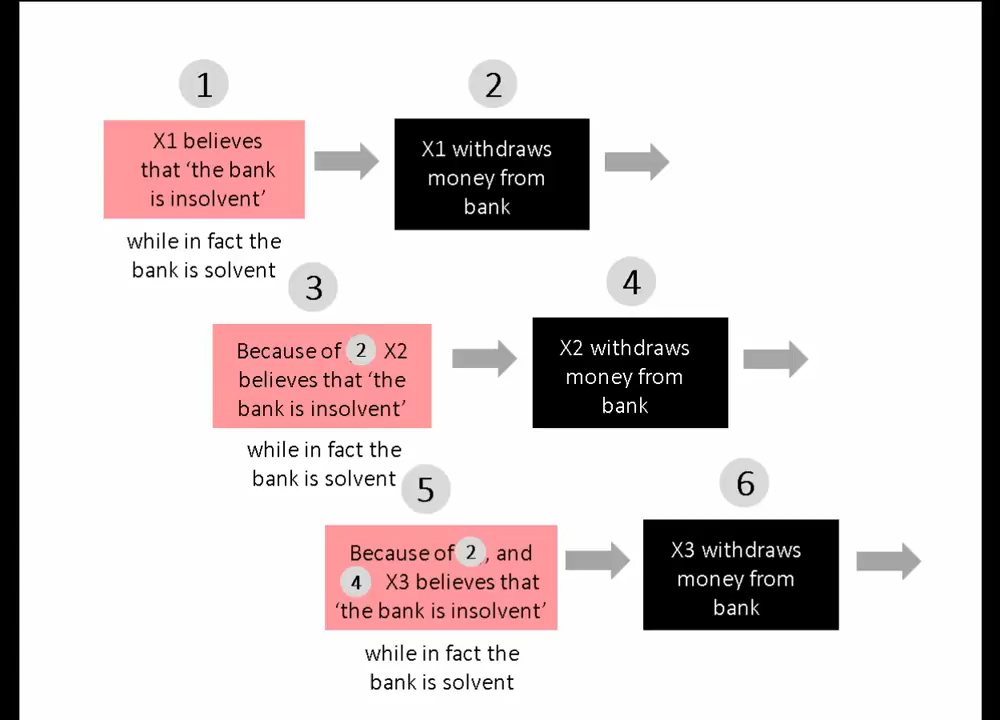 1
X1 believes
that ‘the bank
is insolvent’
while in fact the
bank is solvent
2
X1 withdraws
money from
bank
3
Because of 2 X2
believes that ‘the
bank is insolvent’
while in fact the
bank is solvent
4
X2 withdraws
money from
bank
5
Because of 2, and
4 X3 believes that
‘the bank is insolvent’
while in fact the
bank is solvent
6
X3 withdraws
money from
bank